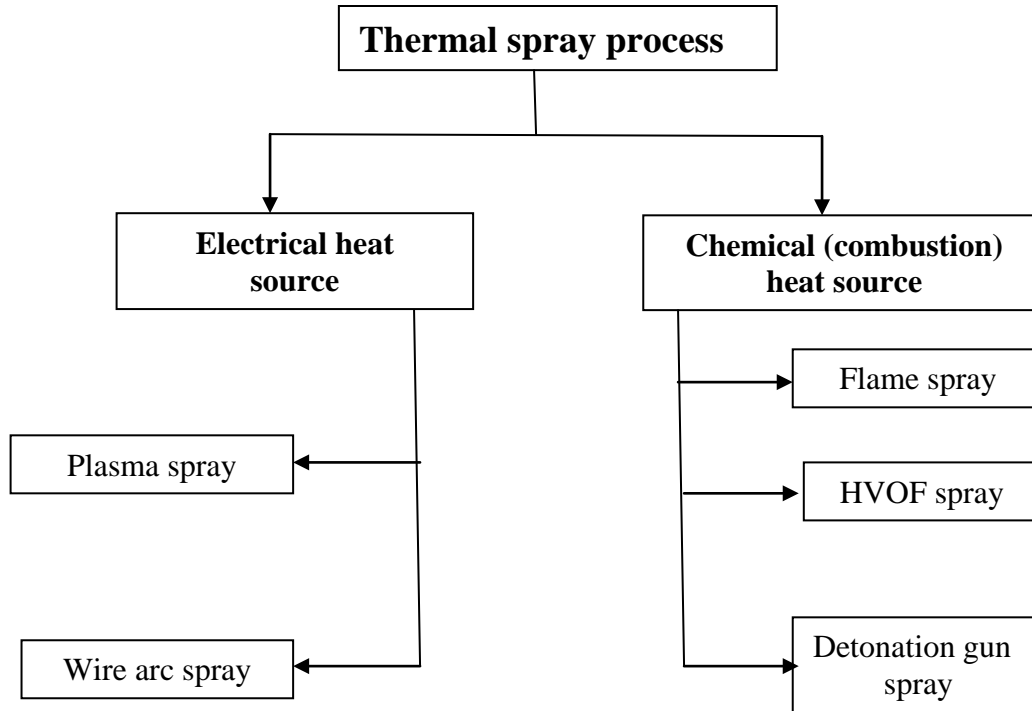 Thermal spray process
Electrical heat
source
Chemical (combustion)
heat source
Flame spray
Plasma spray
HVOF spray
Wire arc spray
Detonation gun
spray